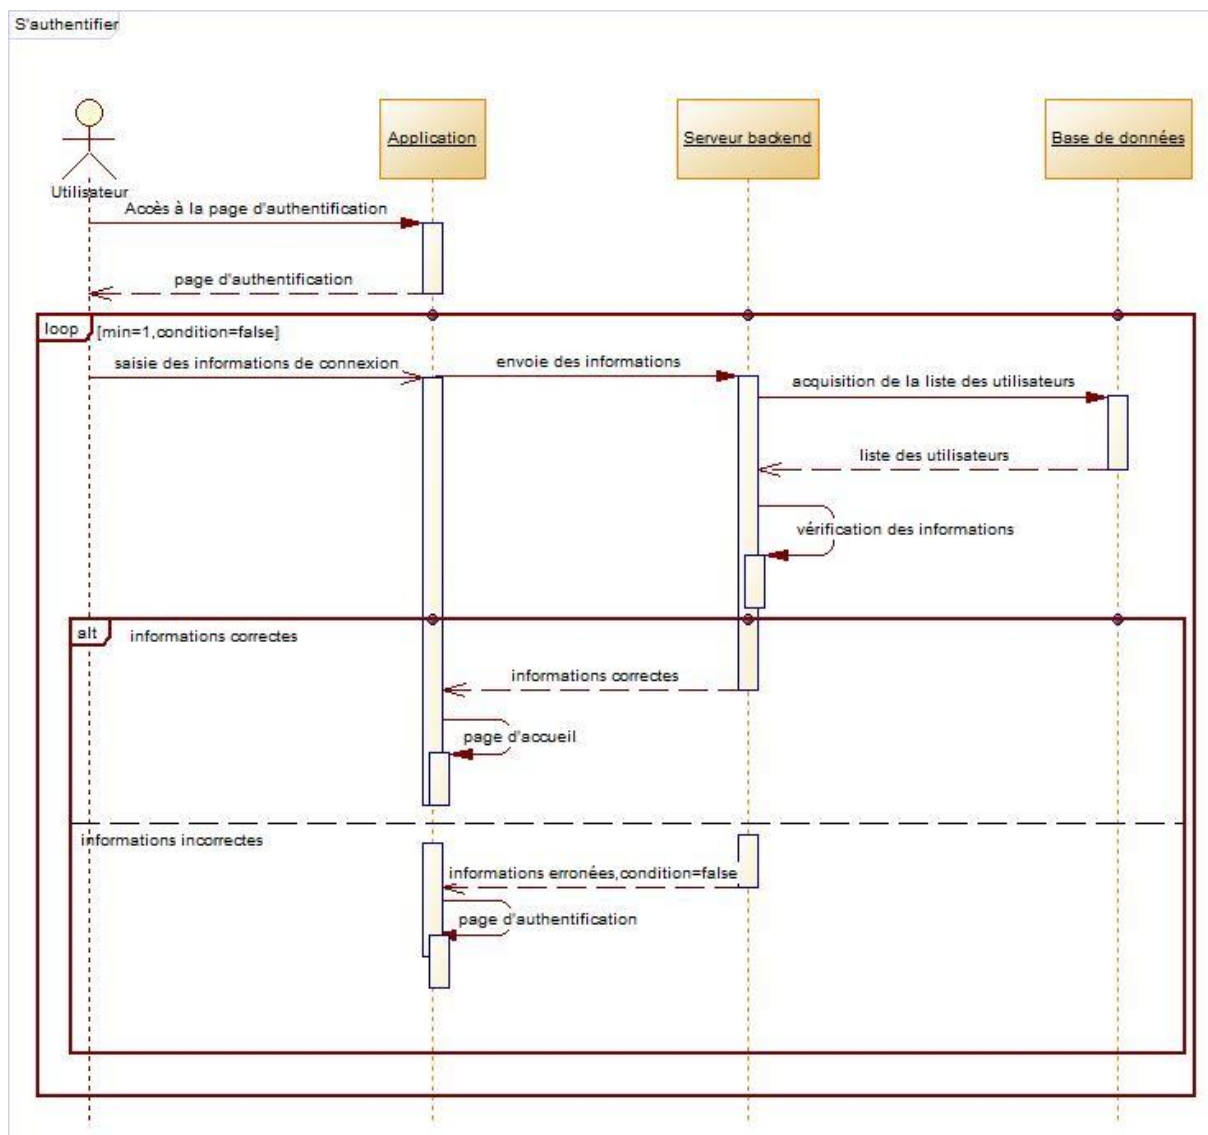 S'authentifier
Application
Serveur backend
Base de données
Utilisateur
Accès à la page d'authentification
page d'authentification
loop
[min=1,condition=false]
saisie des informations de connexion
envoie des informations
acquisition de la liste des utilisateurs
liste des utilisateurs
vérification des informations
alt
informations correctes
informations correctes
page d'accueil
informations incorrectes
informations erronées,condition=false
page d'authentification